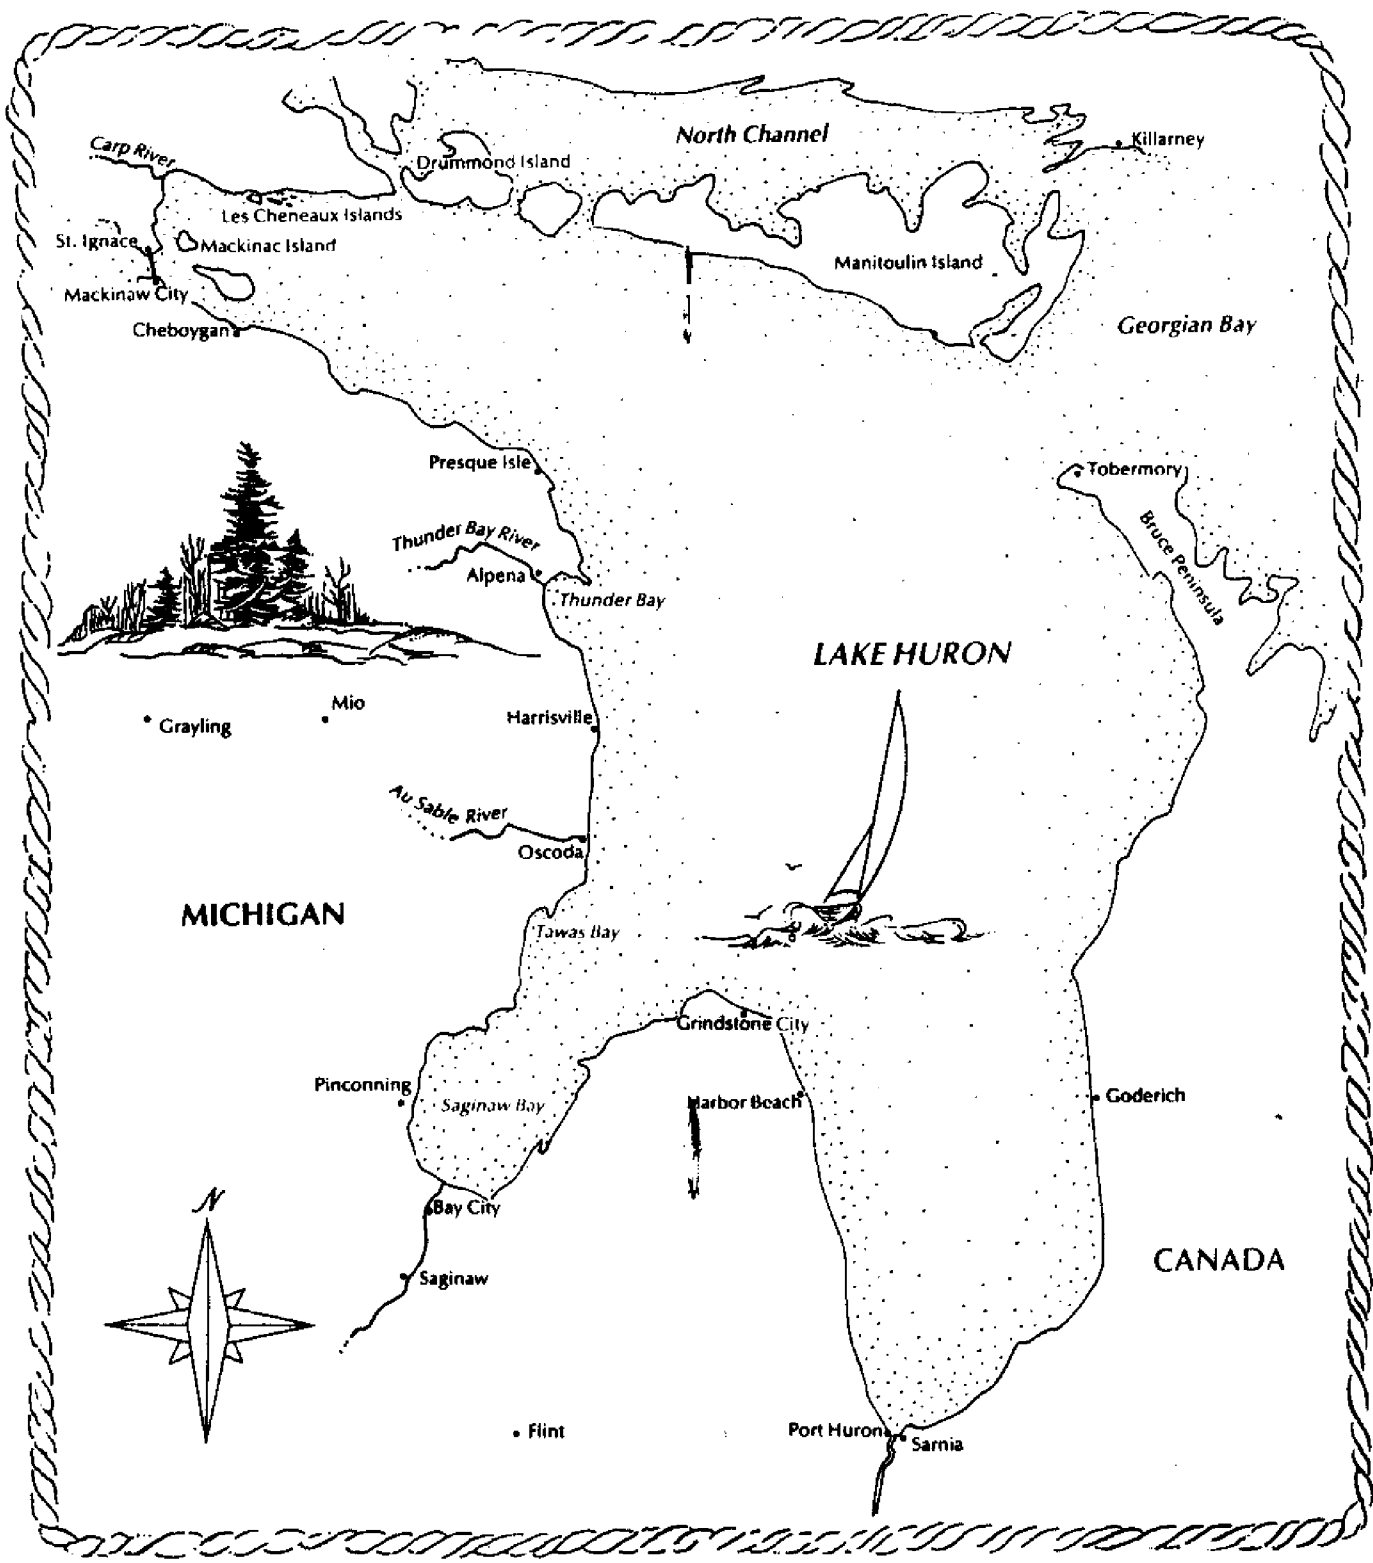 North Channel
Killarney
Carp River
Drummond Island
Les Cheneaux Islands
St. Ignace
Mackinac Island
Manitoulin Island
Mackinaw City
Cheboygan
Georgian Bay
Presque Isle
Tobermory
Thunder Bay River
Bruce Peninsula
Alpena
Thunder Bay
LAKE HURON
Mio
Grayling
Harrisville
Au Sable River
Oscoda
MICHIGAN
Tawas Bay
Grindstone City
Pinconning
Saginaw Bay
Harbor Beach
Goderich
N
Bay City
CANADA
Saginaw
Flint
Port Huron
Sarnia